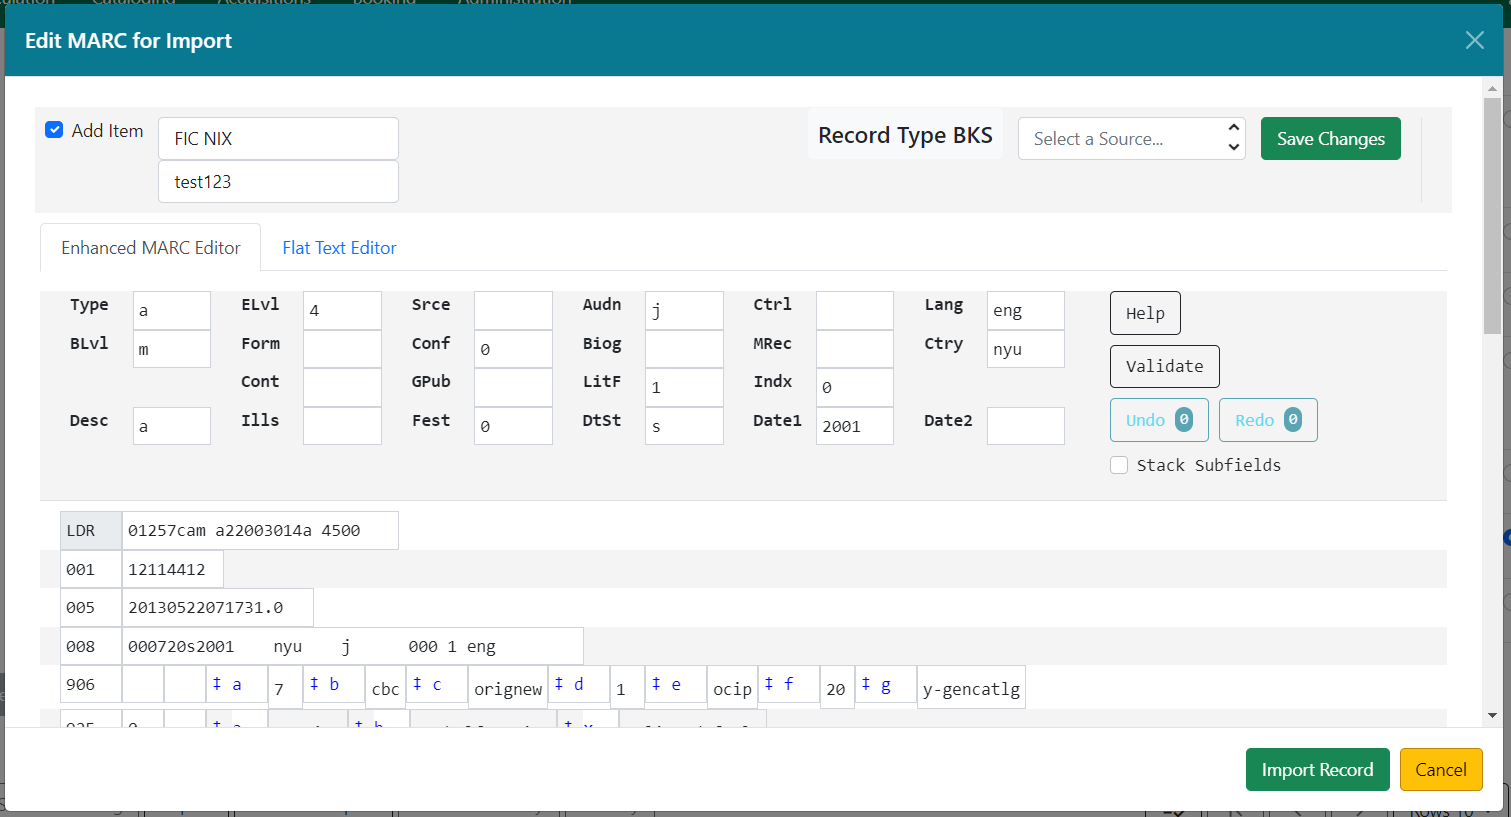 Edit MARC for Import
Add Item
FIC NIX
test123
Record Type BKS
Select a Source...
Save Changes
Enhanced MARC Editor
Flat Text Editor
Type a ELvl 4 Srce Audn j Ctrl Lang eng
Help
BLvl m Form Conf 0 Biog MRec Ctry nyu
Validate
Cont GPub LitF 1 Indx 0
Desc a Ills Fest 0 DtSt s Date1 2001 Date2
Undo 0 Redo 0
Stack Subfields
LDR 01257cam a22003014a 4500
001 12114412
005 20130522071731.0
008 000720s2001    nyu    j      000 1 eng
906 ‡ a 7 ‡ b cbc ‡ c orignew ‡ d 1 ‡ e ocip ‡ f 20 ‡ g y-gencatlg
Import Record
Cancel
Rows 10